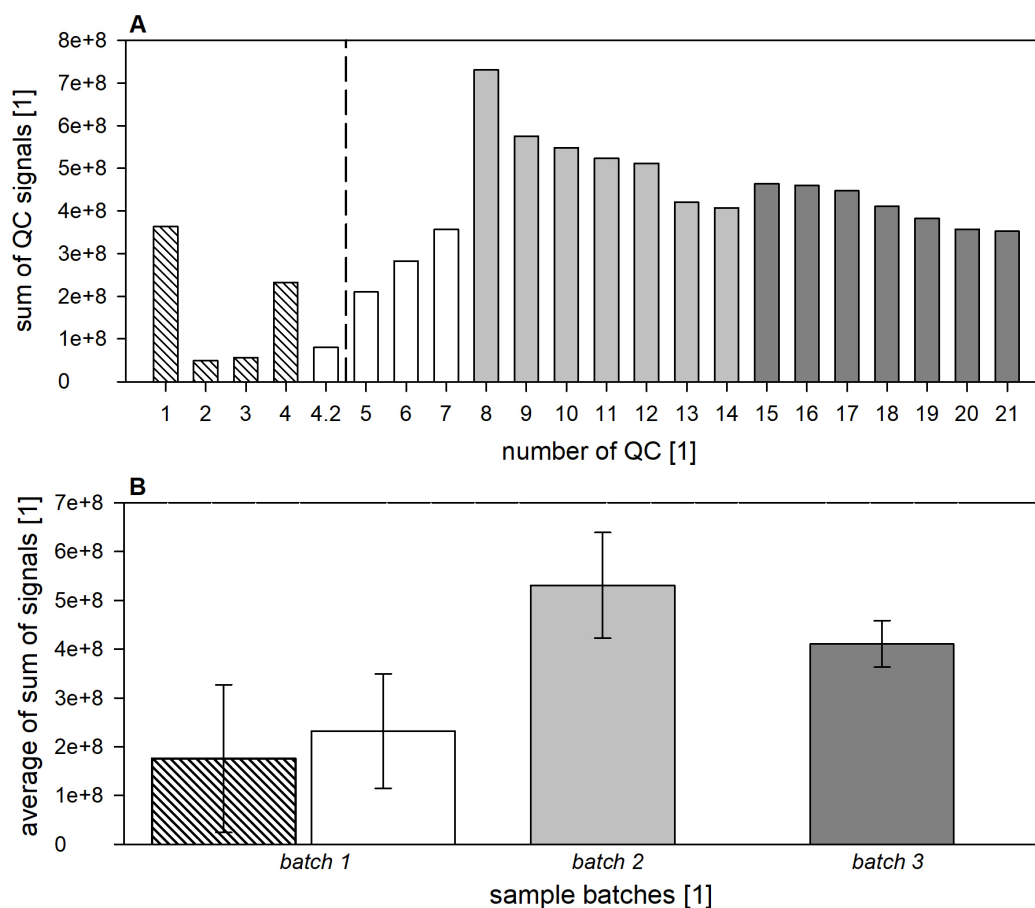 A
8e+8
7e+8
6e+8
5e+8
4e+8
3e+8
2e+8
1e+8
0
sum of QC signals [1]
1 2 3 4 4.2 5 6 7 8 9 10 11 12 13 14 15 16 17 18 19 20 21
number of QC [1]
B
7e+8
6e+8
5e+8
4e+8
3e+8
2e+8
1e+8
0
average of sum of signals [1]
batch 1 batch 2 batch 3
sample batches [1]